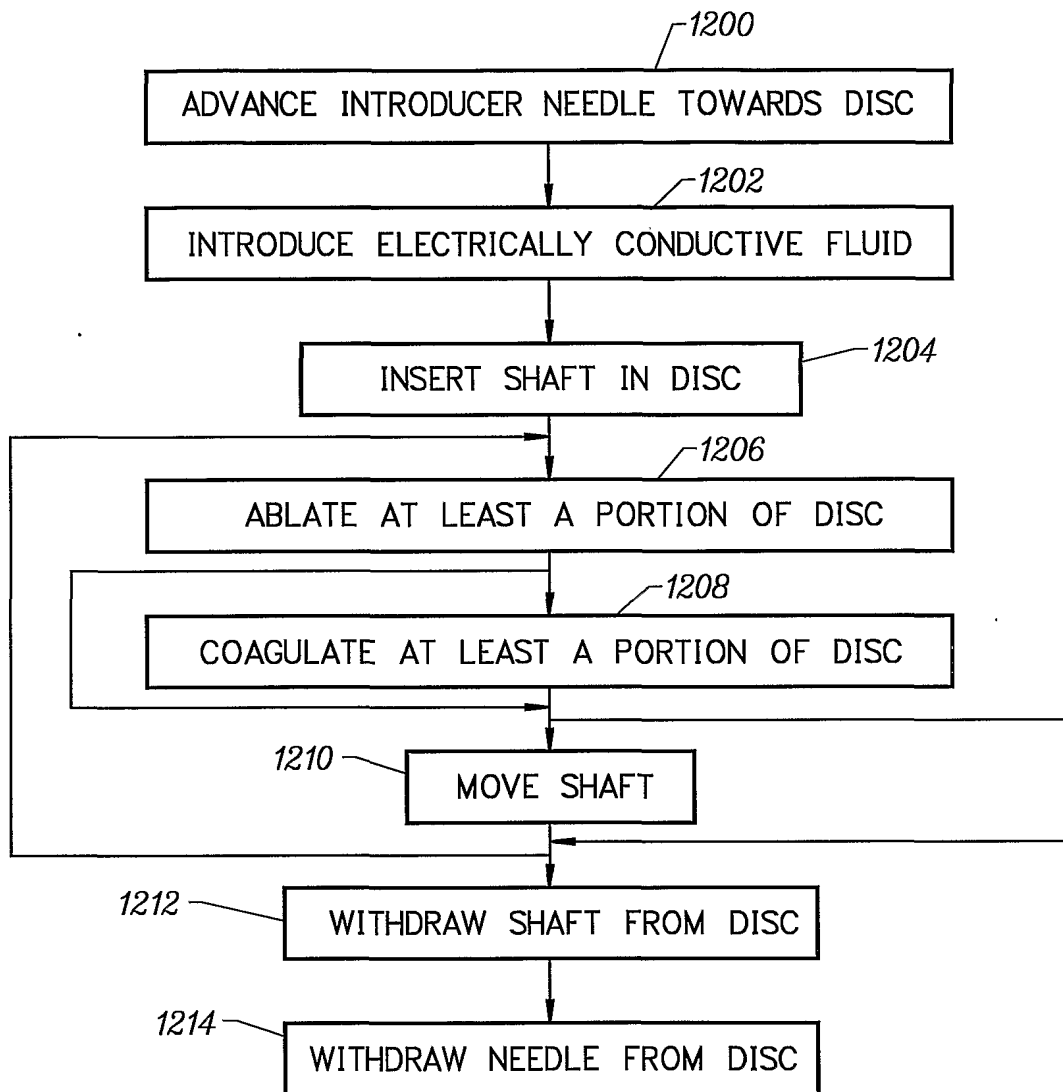 1200
ADVANCE INTRODUCER NEEDLE TOWARDS DISC
1202
INTRODUCE ELECTRICALLY CONDUCTIVE FLUID
1204
INSERT SHAFT IN DISC
1206
ABLATE AT LEAST A PORTION OF DISC
1208
COAGULATE AT LEAST A PORTION OF DISC
1210
MOVE SHAFT
1212
WITHDRAW SHAFT FROM DISC
1214
WITHDRAW NEEDLE FROM DISC